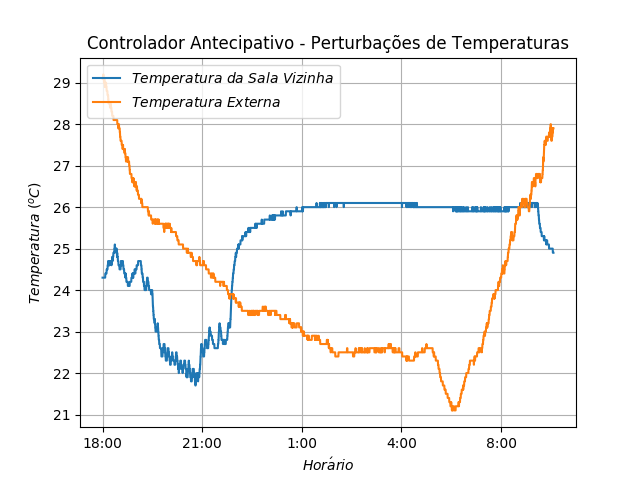 Controlador Antecipativo - Perturbações de Temperaturas
Temperatura da Sala Vizinha
Temperatura Externa
29
28
27
26
25
24
23
22
21
Temperatura (°C)
18:00 21:00 1:00 4:00 8:00
Horário